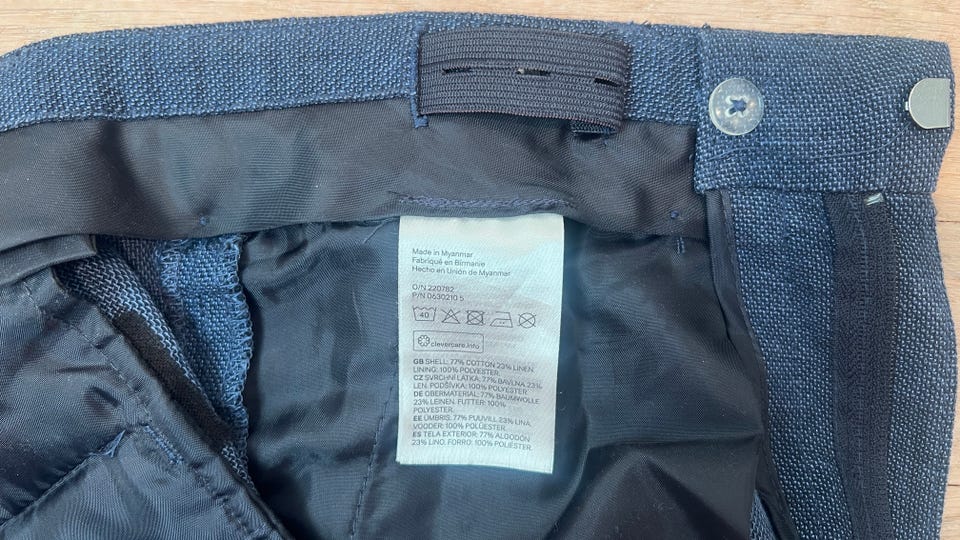 Made in Myanmar
Fabriqué en Birmanie
Hecho en Unión de Myanmar
O/N 220782
P/N 0630210 5
40
clevercare.info
GB SHELL: 77% COTTON 23% LINEN
LINING: 100% POLYESTER
CZ SVRCHNÍ LÁTKA: 77% BAVLNA 23%
LEN. PODŠÍVKA: 100% POLYESTER
DE OBERMATERIAL: 77% BAUMWOLLE
23% LEINEN. FUTTER: 100%
POLYESTER.
EE ÜMBRIS: 77% PUUVILL 23% LINA.
VOODER: 100% POLÜESTER.
ES TELA EXTERIOR: 77% ALGODÓN
23% LINO. FORRO: 100% POLIÉSTER.